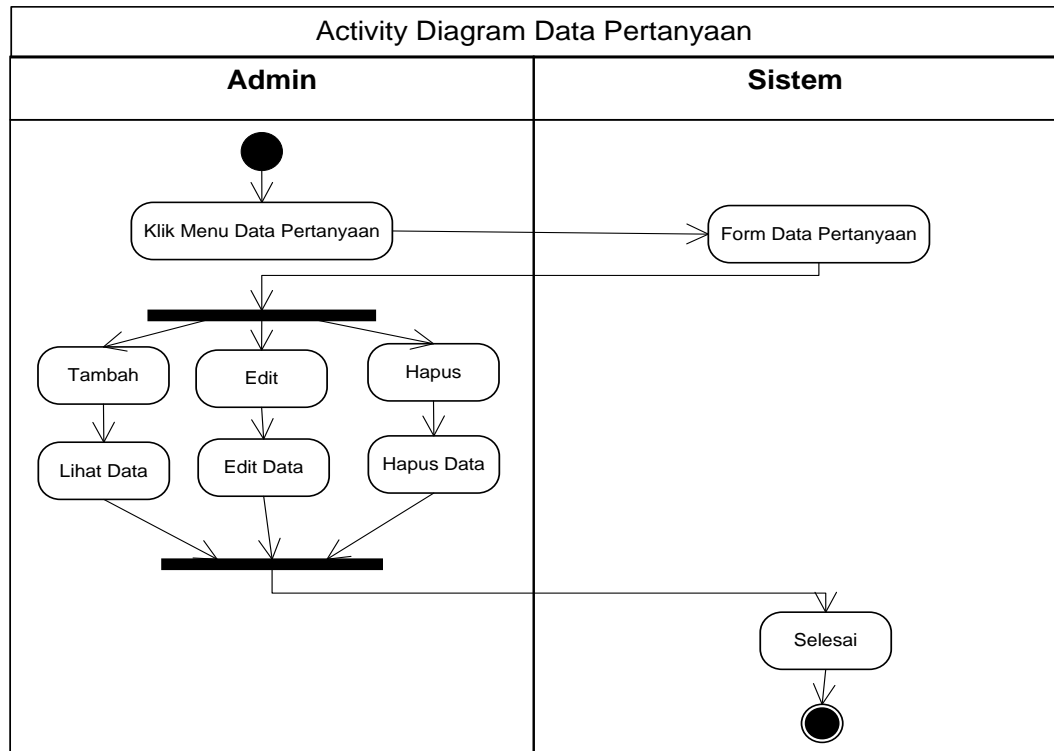 Activity Diagram Data Pertanyaan
Admin
Sistem
Klik Menu Data Pertanyaan
Form Data Pertanyaan
Tambah
Edit
Hapus
Lihat Data
Edit Data
Hapus Data
Selesai